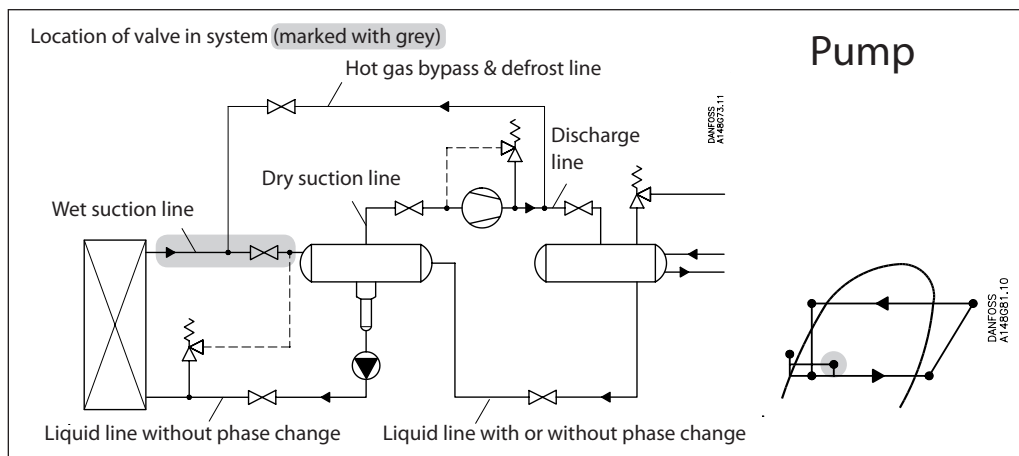 Location of valve in system (marked with grey)
Pump
Hot gas bypass & defrost line
DANFOSS
A148G73.11
Discharge
line
Dry suction line
Wet suction line
DANFOSS
A148G81.10
Liquid line without phase change
Liquid line with or without phase change